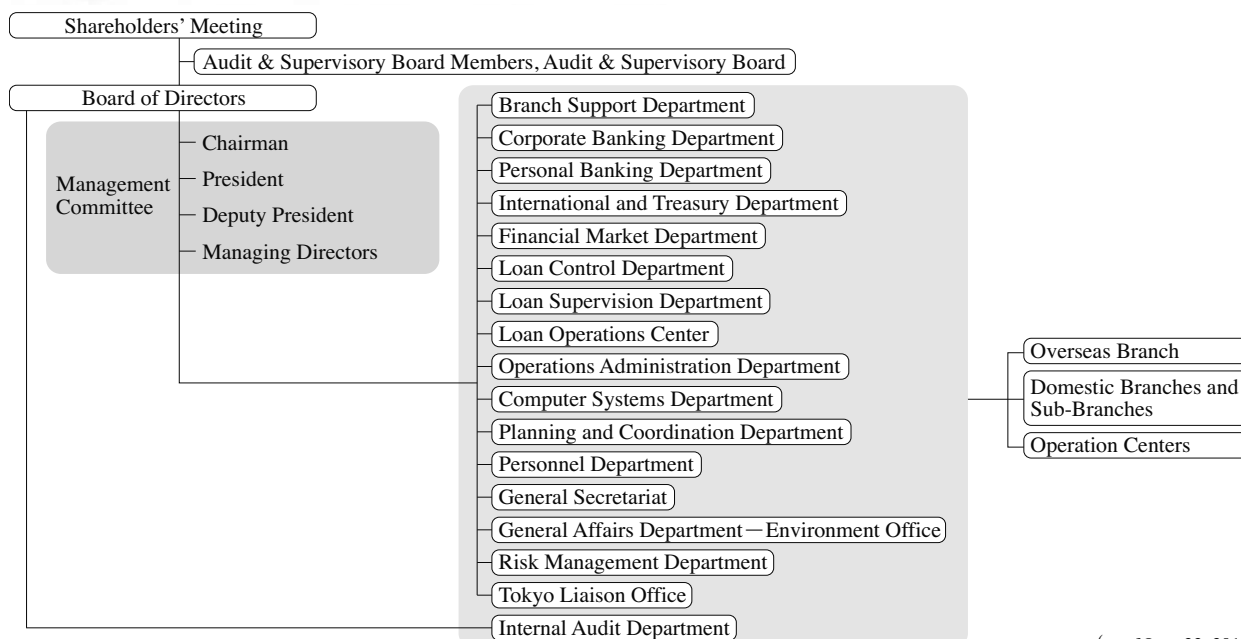 Shareholders’ Meeting
Audit & Supervisory Board Members, Audit & Supervisory Board
Board of Directors
Management
Committee
Chairman
President
Deputy President
Managing Directors
Branch Support Department
Corporate Banking Department
Personal Banking Department
International and Treasury Department
Financial Market Department
Loan Control Department
Loan Supervision Department
Loan Operations Center
Operations Administration Department
Computer Systems Department
Planning and Coordination Department
Personnel Department
General Secretariat
General Affairs Department—Environment Office
Risk Management Department
Tokyo Liaison Office
Internal Audit Department
Overseas Branch
Domestic Branches and
Sub-Branches
Operation Centers